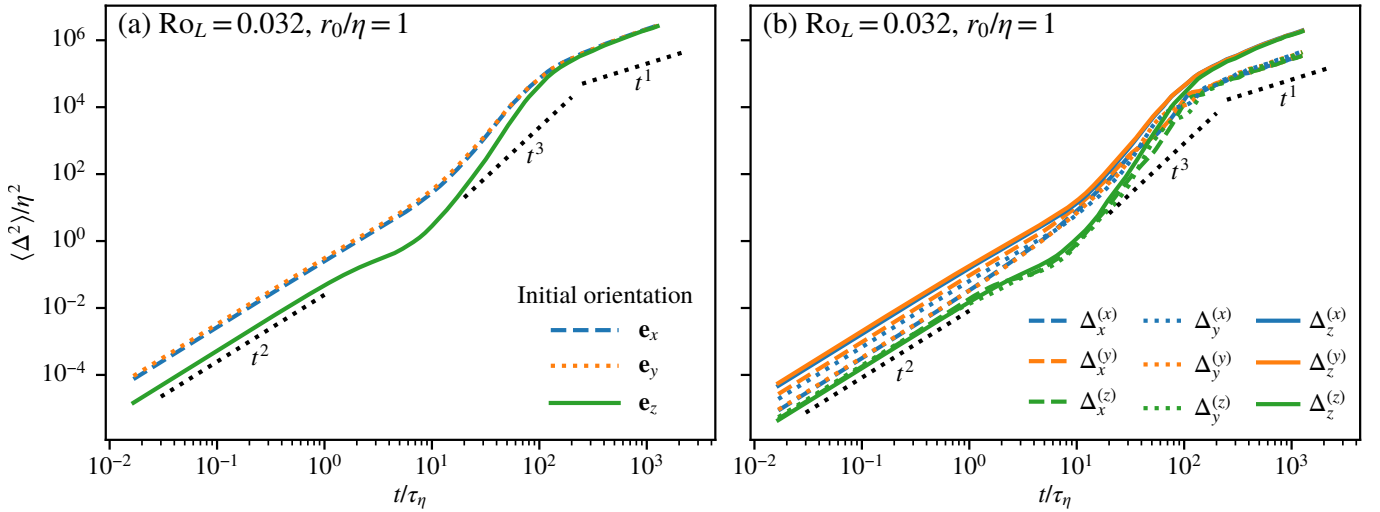 (a) Ro_L = 0.032, r_0/η = 1
⟨Δ^2⟩/η^2
10^6
10^4
10^2
10^0
10^−2
10^−4
t^1
t^3
t^2
Initial orientation
e_x
e_y
e_z
10^−2 10^−1 10^0 10^1 10^2 10^3
t/τ_η
(b) Ro_L = 0.032, r_0/η = 1
t^1
t^3
t^2
Δ_x^(x) Δ_y^(x) Δ_z^(x)
Δ_x^(y) Δ_y^(y) Δ_z^(y)
Δ_x^(z) Δ_y^(z) Δ_z^(z)
10^−2 10^−1 10^0 10^1 10^2 10^3
t/τ_η